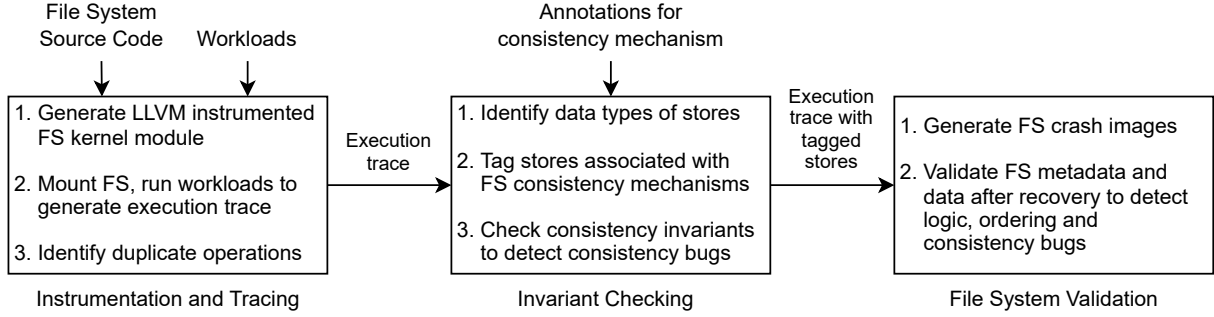 File System
Source Code
Workloads
Annotations for
consistency mechanism
1. Generate LLVM instrumented
FS kernel module
2. Mount FS, run workloads to
generate execution trace
3. Identify duplicate operations
Instrumentation and Tracing
Execution
trace
1. Identify data types of stores
2. Tag stores associated with
FS consistency mechanisms
3. Check consistency invariants
to detect consistency bugs
Invariant Checking
Execution
trace with
tagged
stores
1. Generate FS crash images
2. Validate FS metadata and
data after recovery to detect
logic, ordering and
consistency bugs
File System Validation